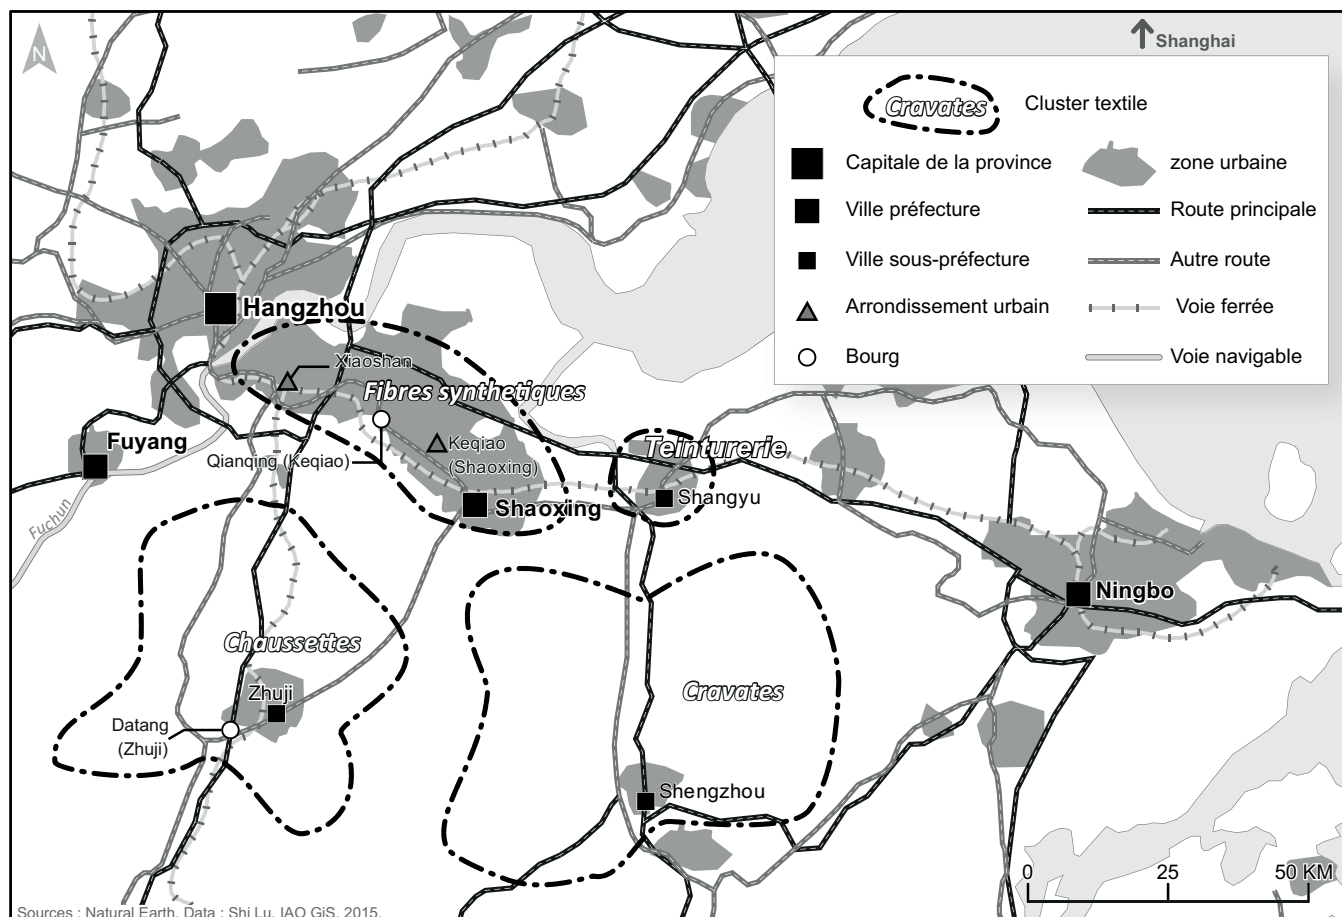 N
Shanghai
Cravates
Cluster textile
Capitale de la province
zone urbaine
Ville préfecture
Route principale
Ville sous-préfecture
Autre route
Arrondissement urbain
Voie ferrée
Bourg
Voie navigable
Hangzhou
Xiaoshan
Fibres synthetiques
Fuyang
Qianqing (Keqiao)
Keqiao
(Shaoxing)
Teinturerie
Shangyu
Shaoxing
Fuchun
Ningbo
Chaussettes
Zhuji
Cravates
Datang
(Zhuji)
Shengzhou
0 25 50 KM
Sources : Natural Earth. Data : Shi Lu, IAO GiS, 2015.